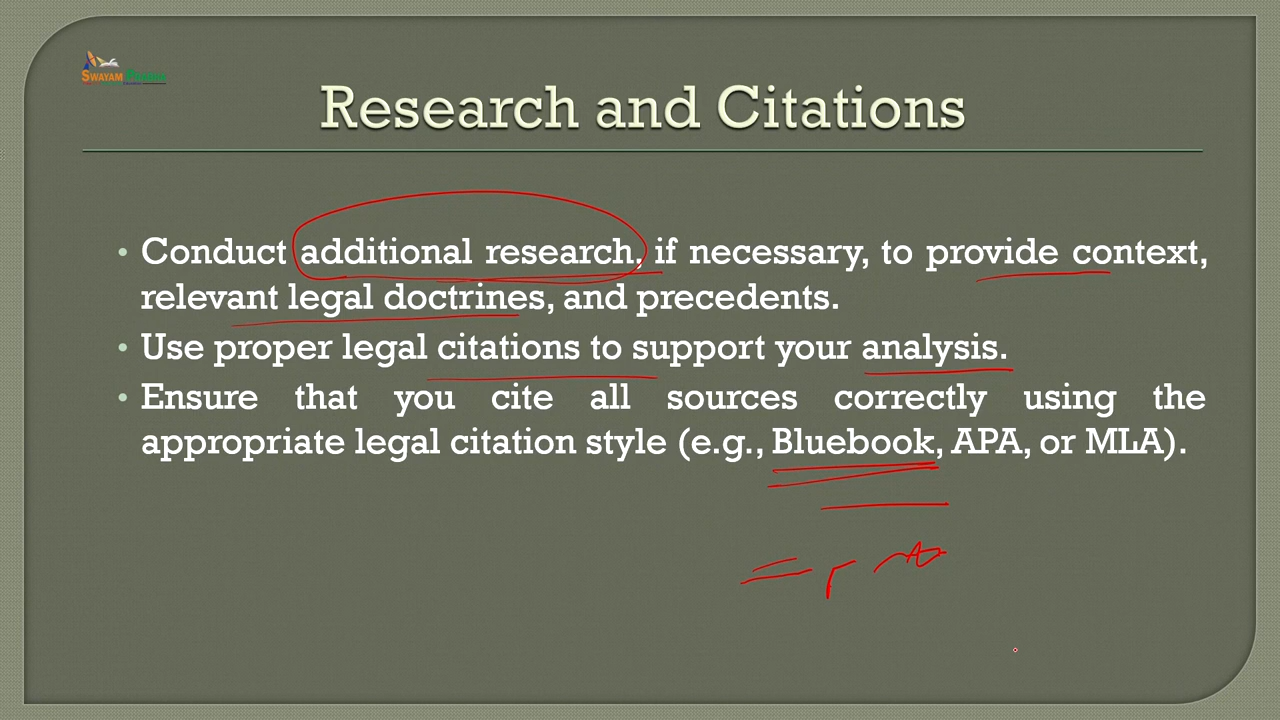 SWAYAM PRABHA
Research and Citations
• Conduct additional research, if necessary, to provide context,
relevant legal doctrines, and precedents.
• Use proper legal citations to support your analysis.
• Ensure that you cite all sources correctly using the
appropriate legal citation style (e.g., Bluebook, APA, or MLA).